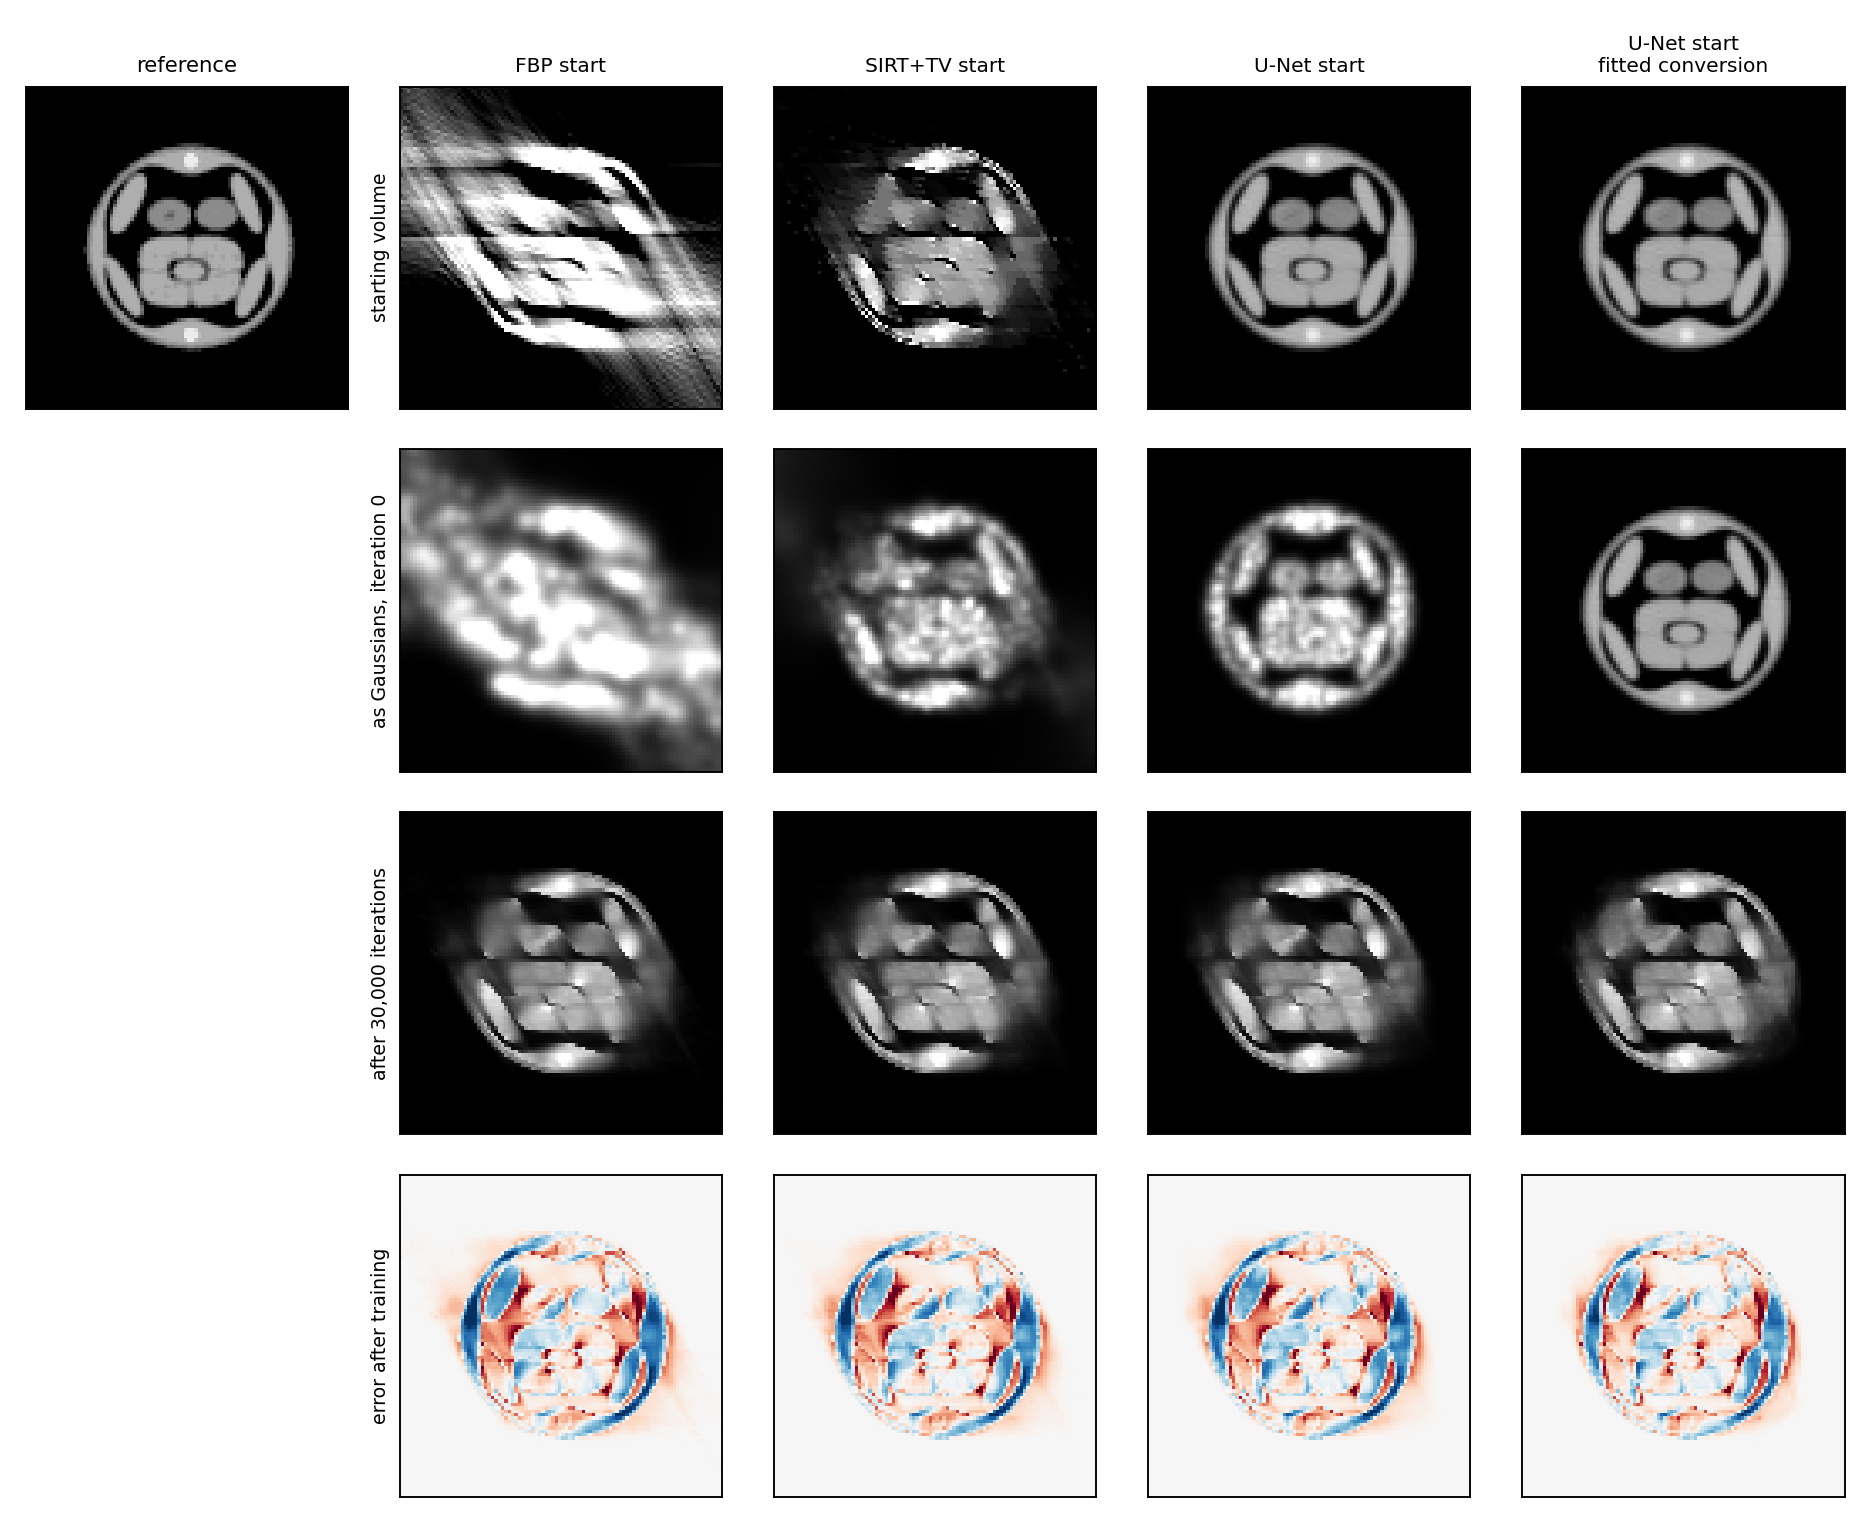 reference
FBP start
SIRT+TV start
U-Net start
U-Net start
fitted conversion
starting volume
as Gaussians, iteration 0
after 30,000 iterations
error after training